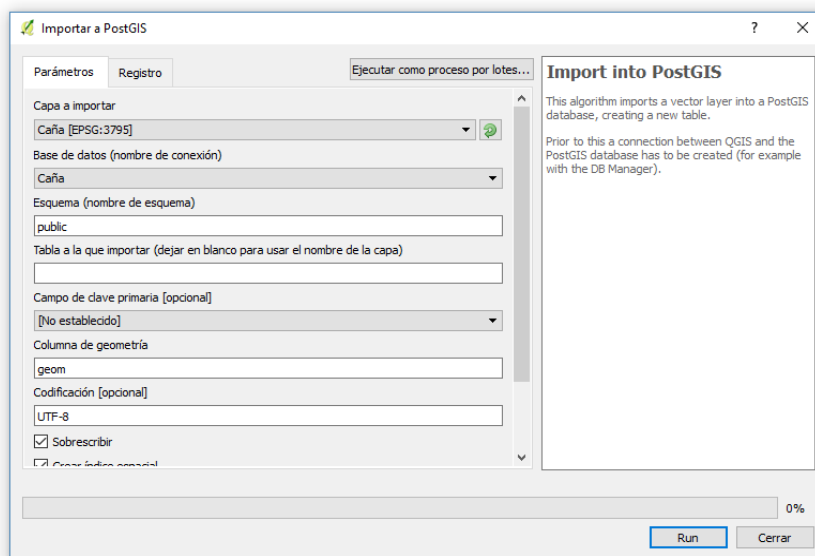 Importar a PostGIS
?
Parámetros
Registro
Ejecutar como proceso por lotes...
Capa a importar
Caña [EPSG:3795]
Base de datos (nombre de conexión)
Caña
Esquema (nombre de esquema)
public
Tabla a la que importar (dejar en blanco para usar el nombre de la capa)
Campo de clave primaria [opcional]
[No establecido]
Columna de geometría
geom
Codificación [opcional]
UTF-8
Sobrescribir
Crear índice espacial
Import into PostGIS
This algorithm imports a vector layer into a PostGIS
database, creating a new table.
Prior to this a connection between QGIS and the
PostGIS database has to be created (for example
with the DB Manager).
0%
Run
Cerrar